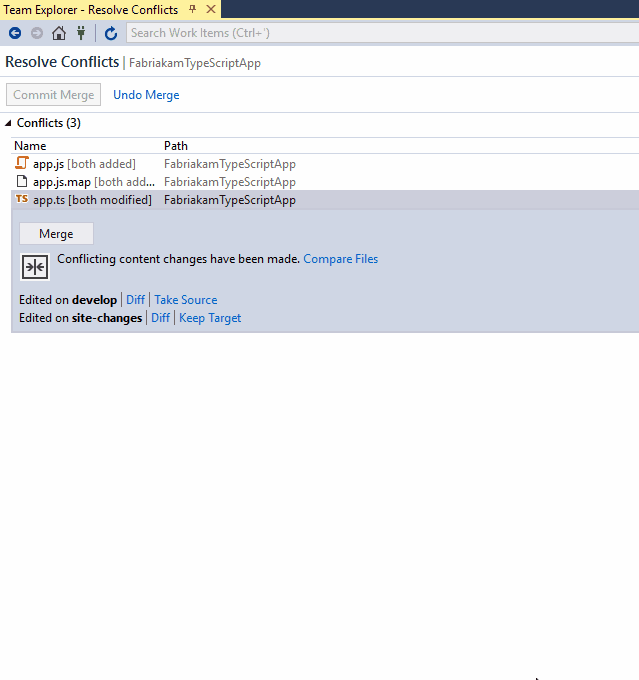 Team Explorer - Resolve Conflicts
Search Work Items (Ctrl+')
Resolve Conflicts | FabriakamTypeScriptApp
Commit Merge Undo Merge
Conflicts (3)
Name Path
app.js [both added] FabriakamTypeScriptApp
app.js.map [both add... FabriakamTypeScriptApp
TS app.ts [both modified] FabriakamTypeScriptApp
Merge
Conflicting content changes have been made. Compare Files
Edited on develop | Diff | Take Source
Edited on site-changes | Diff | Keep Target